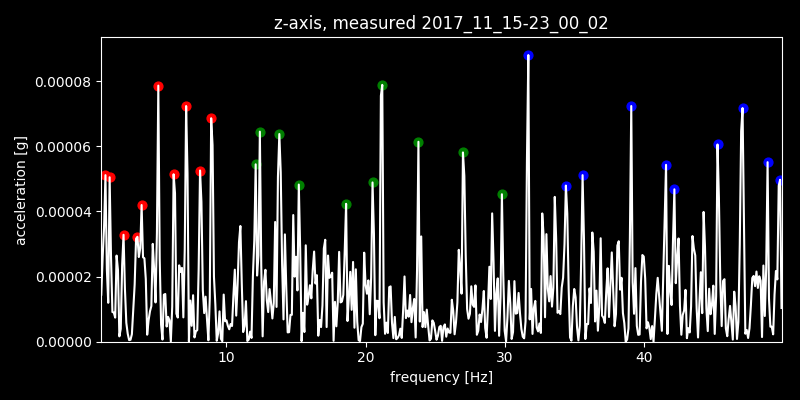 z-axis, measured 2017_11_15-23_00_02
acceleration [g]
0.00008
0.00006
0.00004
0.00002
0.00000
10 20 30 40
frequency [Hz]